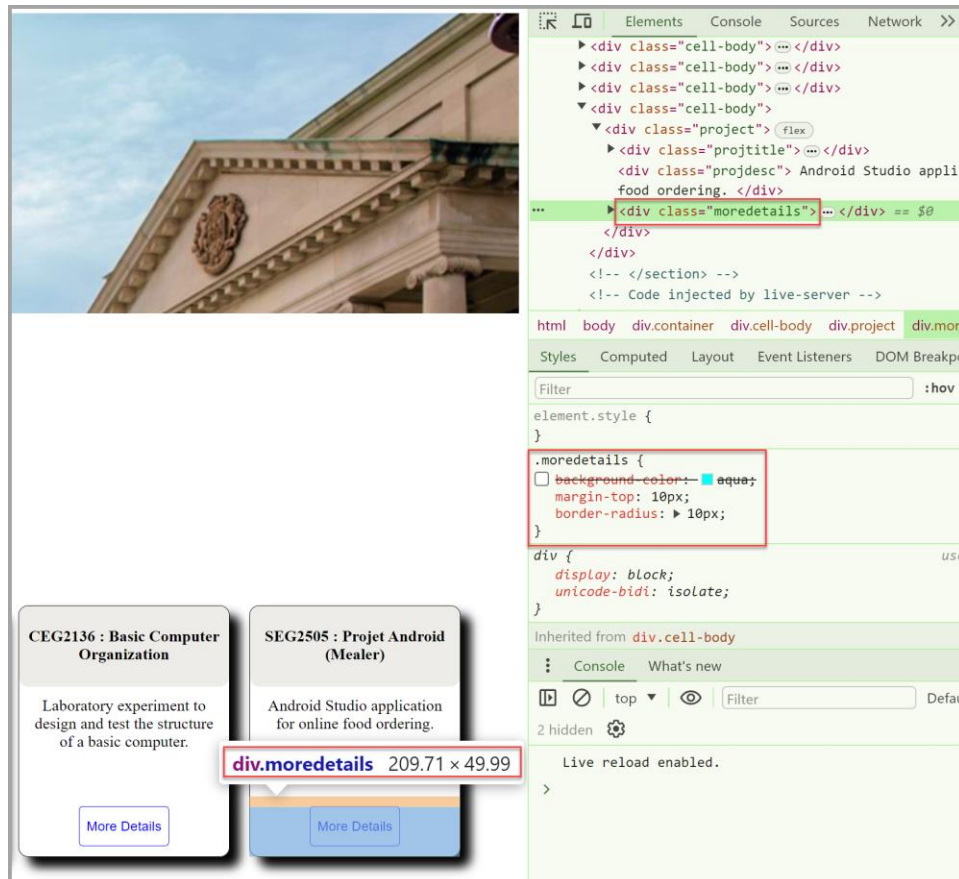 Elements Console Sources Network
<div class="cell-body"> </div>
<div class="cell-body"> </div>
<div class="cell-body"> </div>
<div class="cell-body">
<div class="project"> flex
<div class="projtitle"> </div>
<div class="projdesc"> Android Studio appli
food ordering. </div>
<div class="moredetails"> </div> == $0
</div>
</div>
<!-- </section> -->
<!-- Code injected by live-server -->
html body div.container div.cell-body div.project div.mor
Styles Computed Layout Event Listeners DOM Breakp
Filter :hov
element.style {
}
.moredetails {
background-color: aqua;
margin-top: 10px;
border-radius: 10px;
}
div { use
display: block;
unicode-bidi: isolate;
}
Inherited from div.cell-body
Console What's new
top Filter Defau
2 hidden
Live reload enabled.
>
CEG2136 : Basic Computer
Organization
Laboratory experiment to
design and test the structure
of a basic computer.
More Details
SEG2505 : Projet Android
(Mealer)
Android Studio application
for online food ordering.
div.moredetails 209.71 × 49.99
More Details